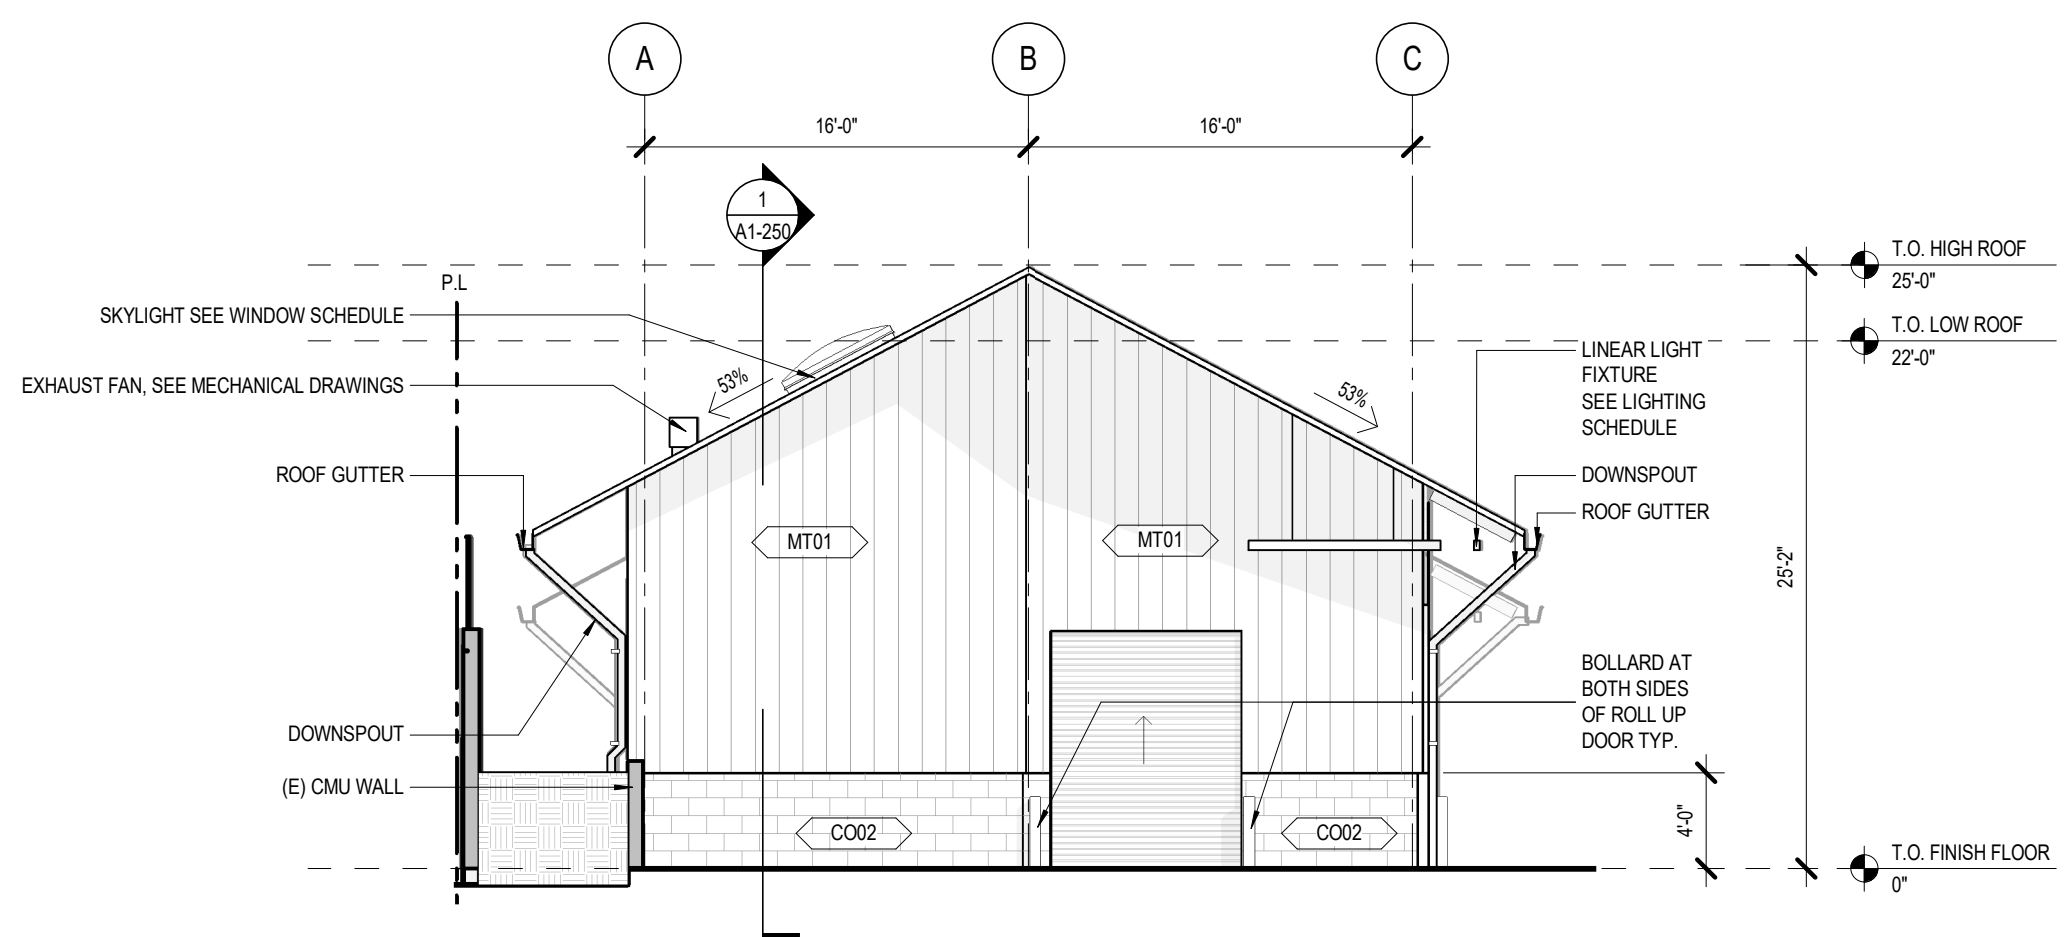 A
B
C
16'-0"
16'-0"
1
A1-250
T.O. HIGH ROOF
25'-0"
P.L
SKYLIGHT SEE WINDOW SCHEDULE
T.O. LOW ROOF
22'-0"
LINEAR LIGHT
FIXTURE
SEE LIGHTING
SCHEDULE
EXHAUST FAN, SEE MECHANICAL DRAWINGS
53%
53%
ROOF GUTTER
DOWNSPOUT
ROOF GUTTER
MT01
MT01
25'-2"
BOLLARD AT
BOTH SIDES
OF ROLL UP
DOOR TYP.
DOWNSPOUT
(E) CMU WALL
CO02
CO02
4'-0"
T.O. FINISH FLOOR
0"